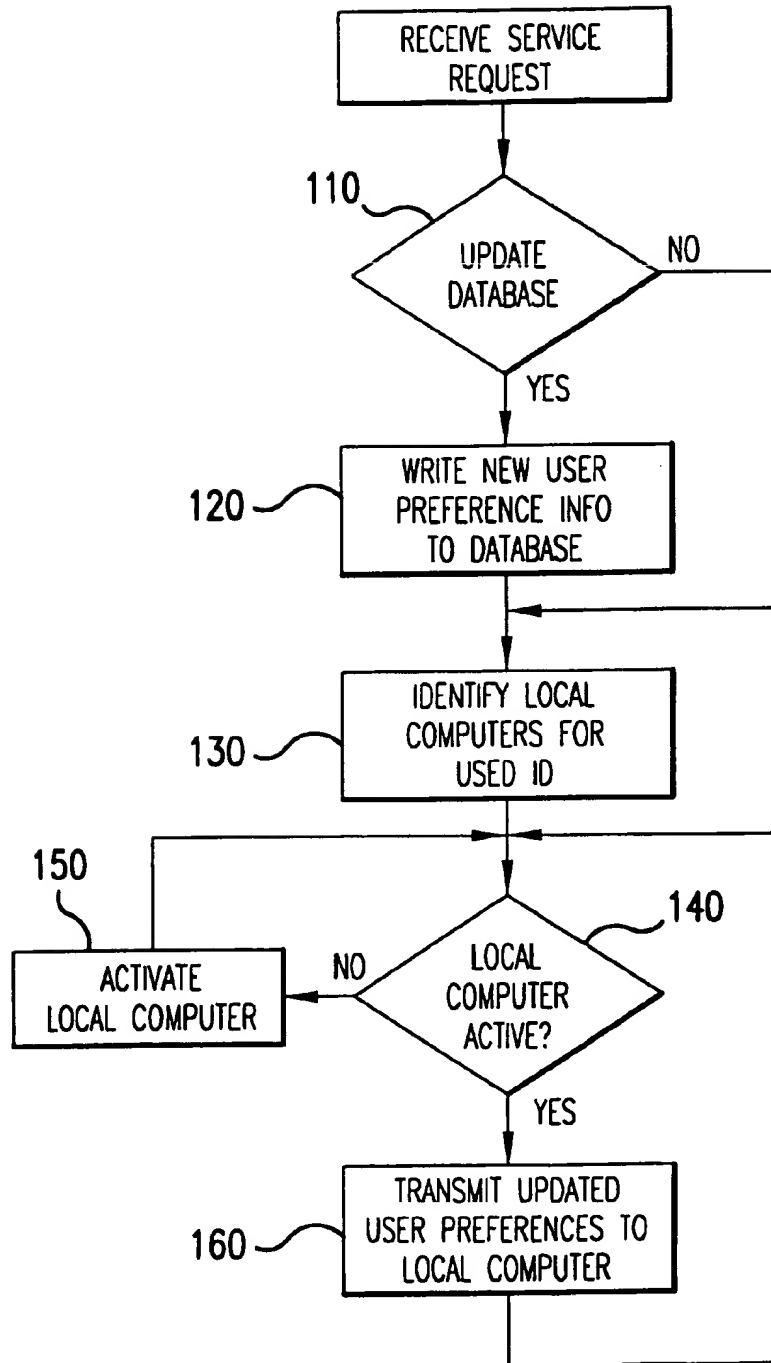 RECEIVE SERVICE
REQUEST
110
UPDATE
DATABASE
NO
YES
120
WRITE NEW USER
PREFERENCE INFO
TO DATABASE
130
IDENTIFY LOCAL
COMPUTERS FOR
USED ID
150
ACTIVATE
LOCAL COMPUTER
NO
140
LOCAL
COMPUTER
ACTIVE?
YES
160
TRANSMIT UPDATED
USER PREFERENCES TO
LOCAL COMPUTER